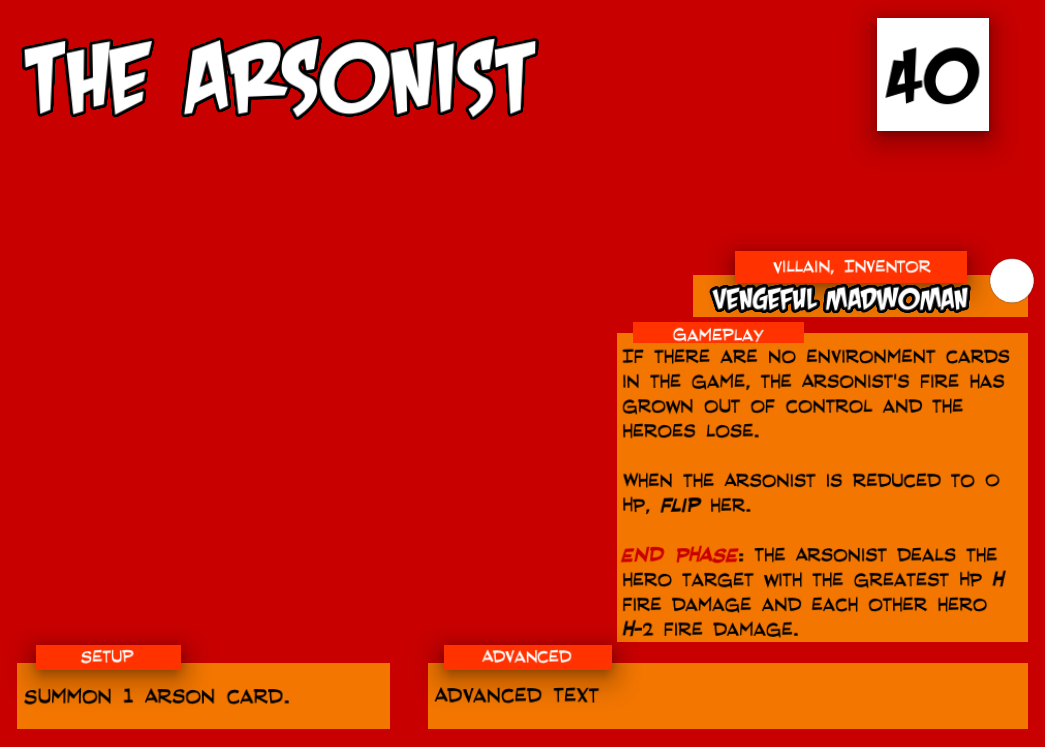 THE ARSONIST
40
VILLAIN, INVENTOR
VENGEFUL MADWOMAN
GAMEPLAY
IF THERE ARE NO ENVIRONMENT CARDS
IN THE GAME, THE ARSONIST'S FIRE HAS
GROWN OUT OF CONTROL AND THE
HEROES LOSE.
WHEN THE ARSONIST IS REDUCED TO 0
HP, FLIP HER.
END PHASE: THE ARSONIST DEALS THE
HERO TARGET WITH THE GREATEST HP H
FIRE DAMAGE AND EACH OTHER HERO
H-2 FIRE DAMAGE.
SETUP
SUMMON 1 ARSON CARD.
ADVANCED
ADVANCED TEXT